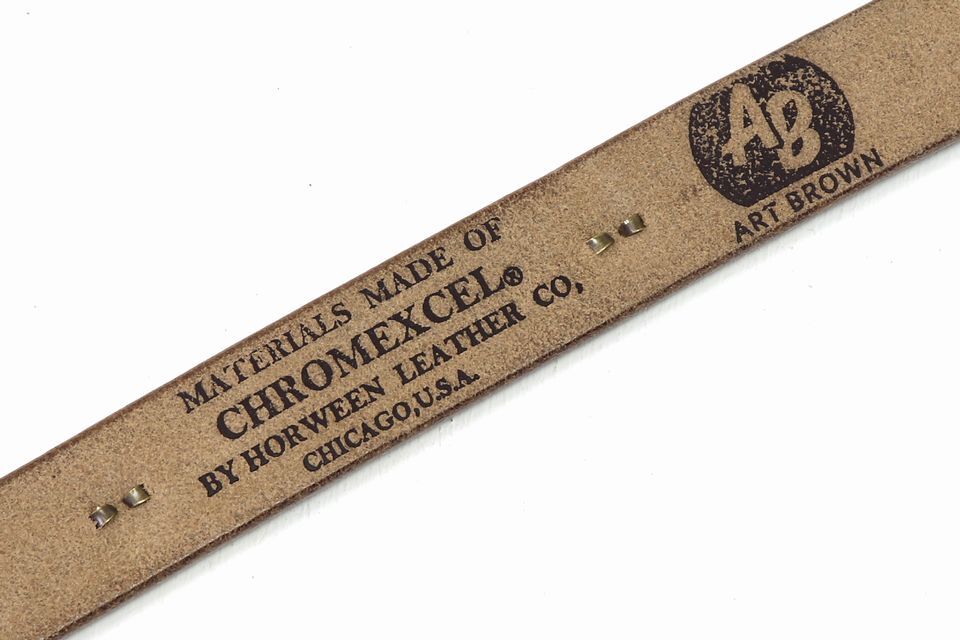 MATERIALS MADE OF
CHROMEXCEL®
BY HORWEEN LEATHER CO,
CHICAGO,U.S.A.
AB
ART BROWN